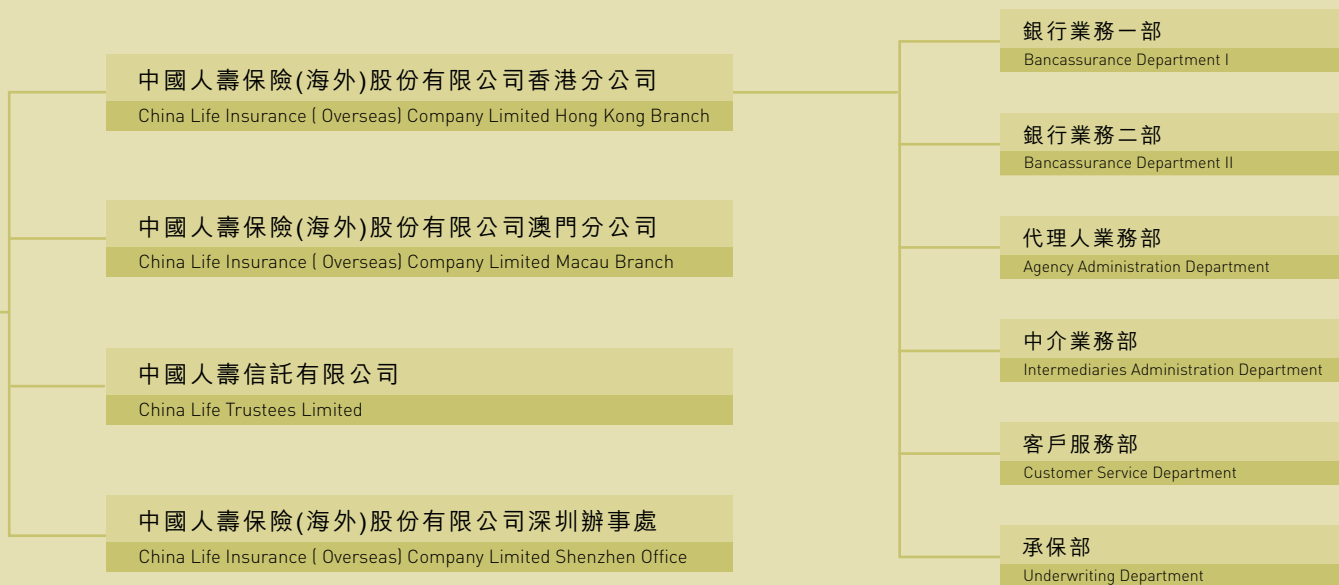 中國人壽保險(海外)股份有限公司香港分公司
China Life Insurance ( Overseas) Company Limited Hong Kong Branch
中國人壽保險(海外)股份有限公司澳門分公司
China Life Insurance ( Overseas) Company Limited Macau Branch
中國人壽信託有限公司
China Life Trustees Limited
中國人壽保險(海外)股份有限公司深圳辦事處
China Life Insurance ( Overseas) Company Limited Shenzhen Office
銀行業務一部
Bancassurance Department I
銀行業務二部
Bancassurance Department II
代理人業務部
Agency Administration Department
中介業務部
Intermediaries Administration Department
客戶服務部
Customer Service Department
承保部
Underwriting Department